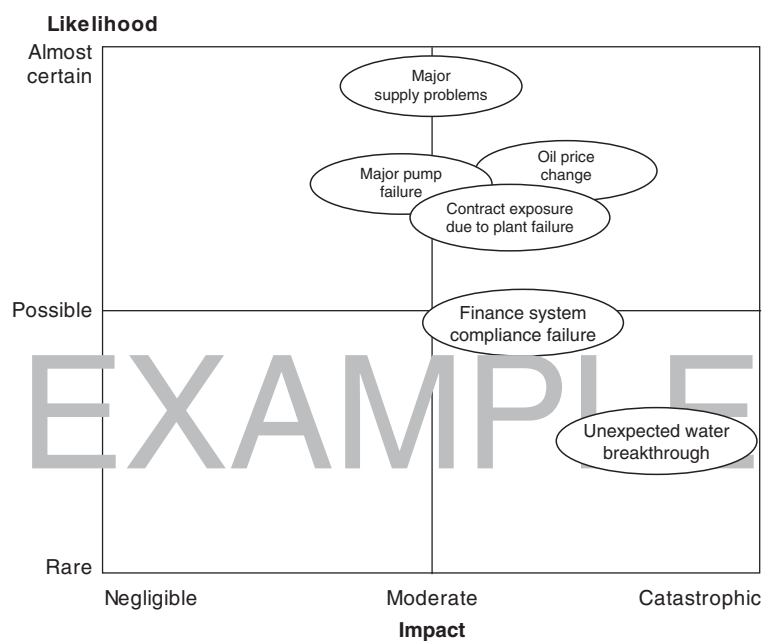 Likelihood
Almost
certain
Major
supply problems
Oil price
change
Major pump
failure
Contract exposure
due to plant failure
Possible
Finance system
compliance failure
EXAMPLE
Unexpected water
breakthrough
Rare
Negligible
Moderate
Catastrophic
Impact